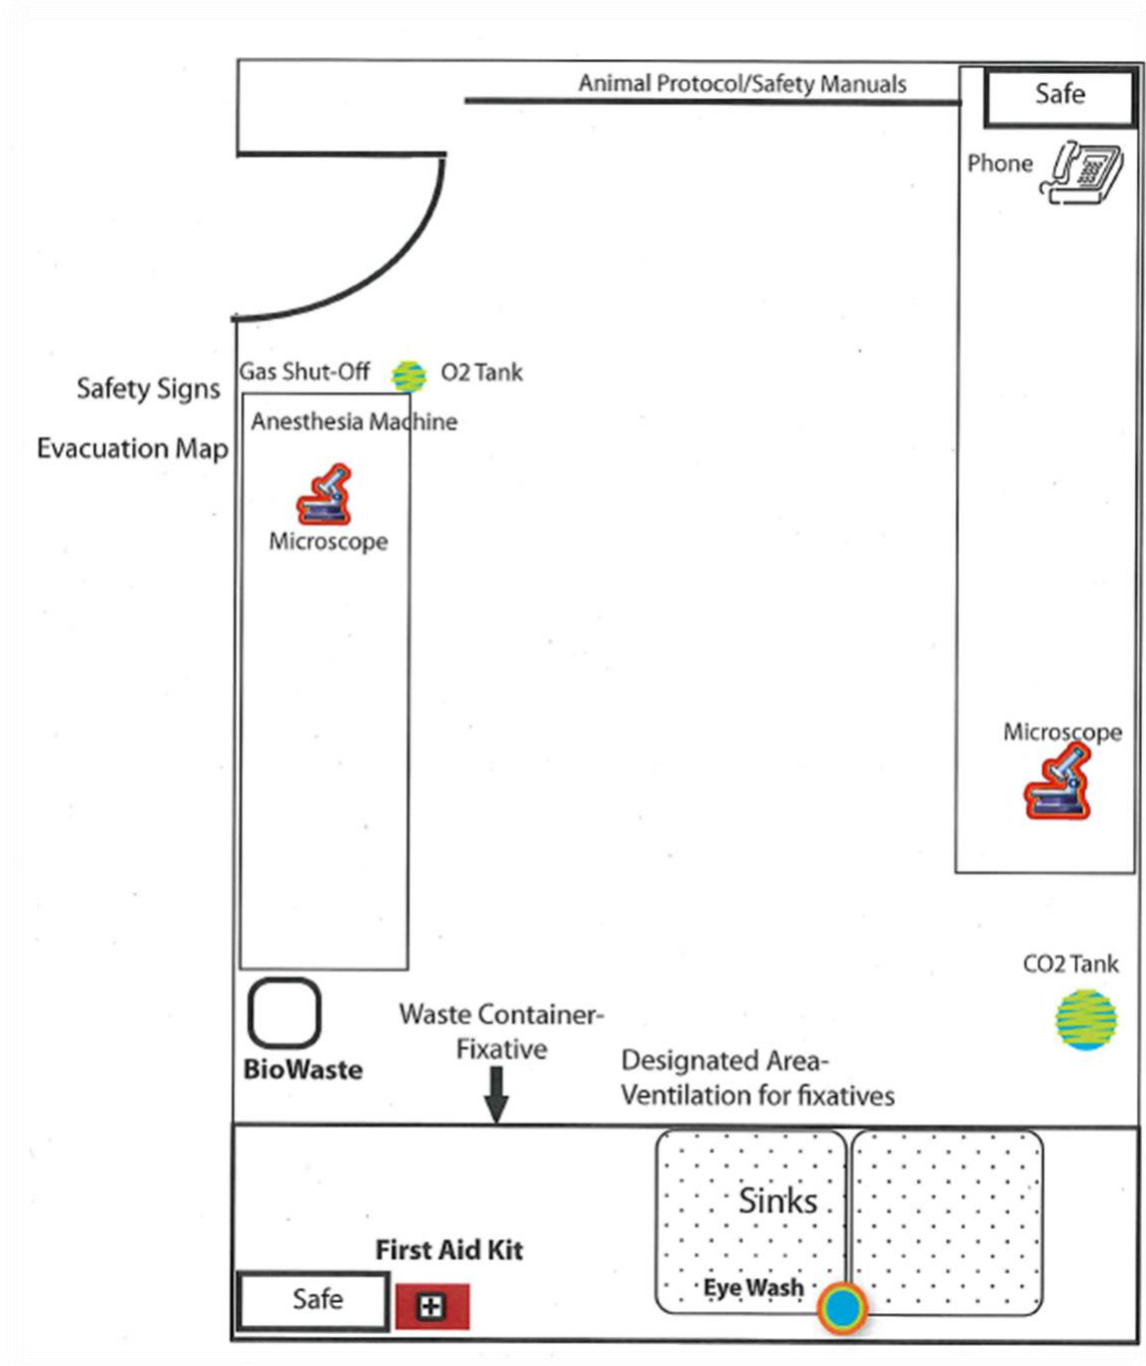 Animal Protocol/Safety Manuals
Safe
Phone
Gas Shut-Off
O2 Tank
Safety Signs
Anesthesia Machine
Evacuation Map
Microscope
Microscope
CO2 Tank
Waste Container-
Fixative
Designated Area-
Ventilation for fixatives
BioWaste
Sinks
First Aid Kit
Eye Wash
Safe